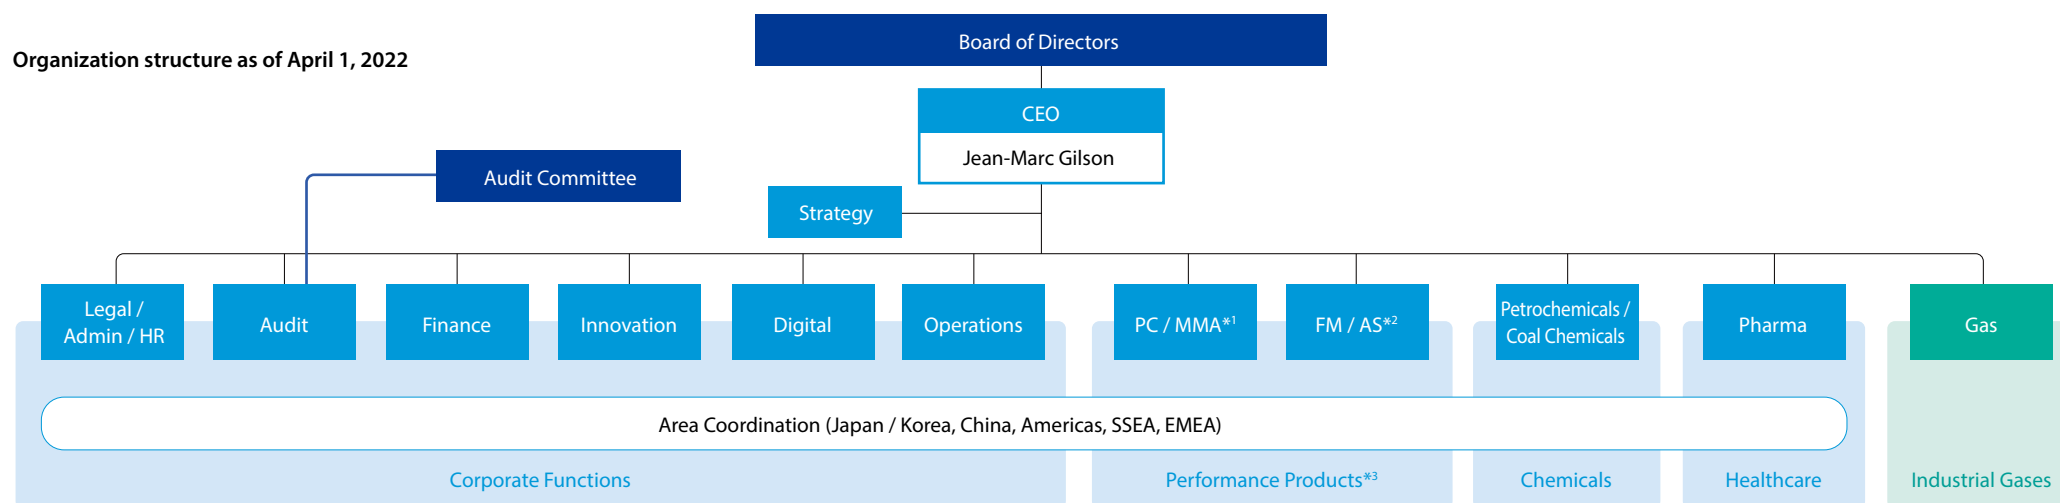 Organization structure as of April 1, 2022
Board of Directors
CEO
Jean-Marc Gilson
Audit Committee
Strategy
Legal /
Admin / HR
Audit
Finance
Innovation
Digital
Operations
PC / MMA*1
FM / AS*2
Petrochemicals /
Coal Chemicals
Pharma
Gas
Area Coordination (Japan / Korea, China, Americas, SSEA, EMEA)
Corporate Functions
Performance Products*3
Chemicals
Healthcare
Industrial Gases